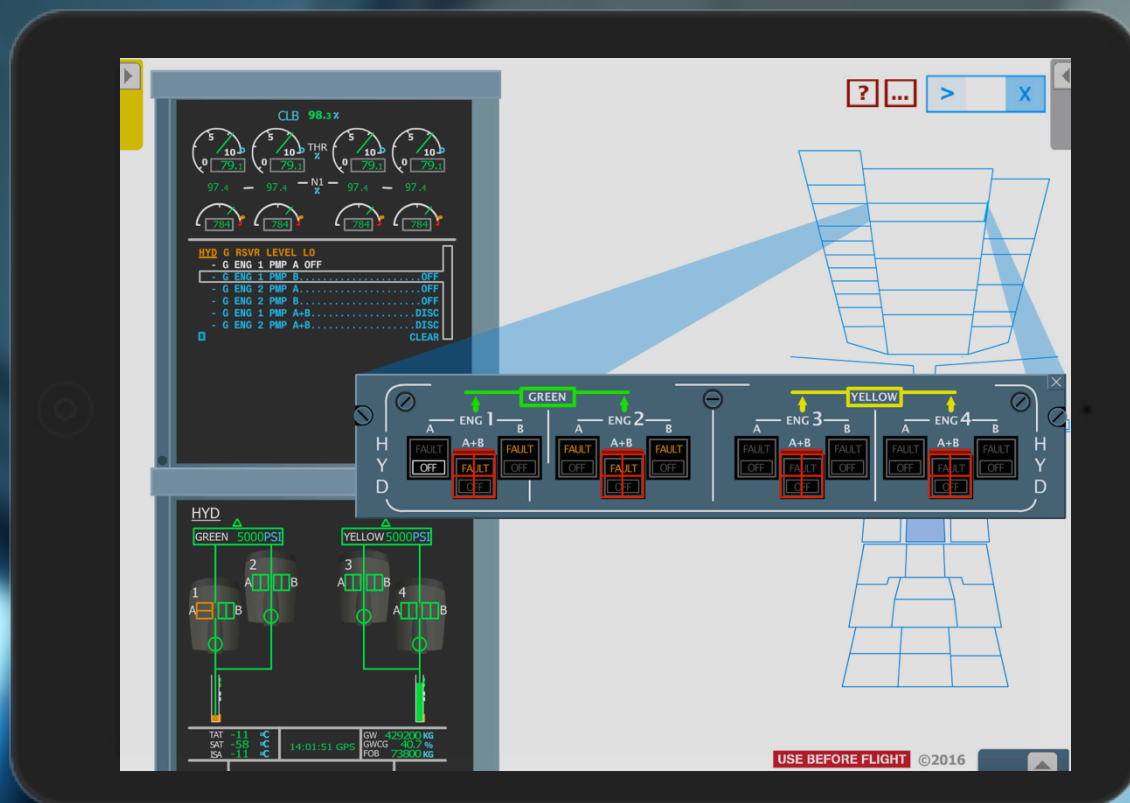 ? ... > X
CLB 98.3%
5 5 5 5
10 10 THR 10 10
0 79.1 0 79.1 % 0 79.1 0 79.1
97.4 — 97.4 — N1 — 97.4 — 97.4
%
784 784 784 784
HYD G RSVR LEVEL LO
- G ENG 1 PMP A OFF
- G ENG 1 PMP B......................OFF
- G ENG 2 PMP A......................OFF
- G ENG 2 PMP B......................OFF
- G ENG 1 PMP A+B...................DISC
- G ENG 2 PMP A+B...................DISC
CLEAR
GREEN YELLOW
ENG 1 ENG 2 ENG 3 ENG 4
A B A B A B A B
A+B A+B A+B A+B
HYD HYD
FAULT FAULT FAULT FAULT FAULT FAULT FAULT FAULT
OFF OFF OFF OFF OFF OFF OFF OFF
FAULT FAULT FAULT FAULT
OFF OFF OFF OFF
HYD
GREEN 5000PSI YELLOW 5000PSI
2 3
A B A B
1 4
A B A B
TAT -11 °C
SAT -58 °C
ISA -11 °C
14:01:51 GPS
GW 429200 KG
GWCG 40.7 %
FOB 73800 KG
USE BEFORE FLIGHT ©2016